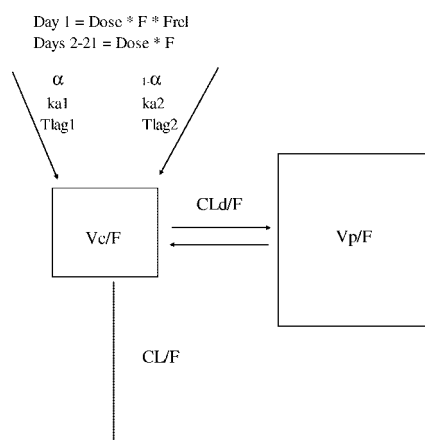 Day 1 = Dose * F * Frel
Days 2-21 = Dose * F
α
1-α
ka1
ka2
Tlag1
Tlag2
CLd/F
Vc/F
Vp/F
CL/F